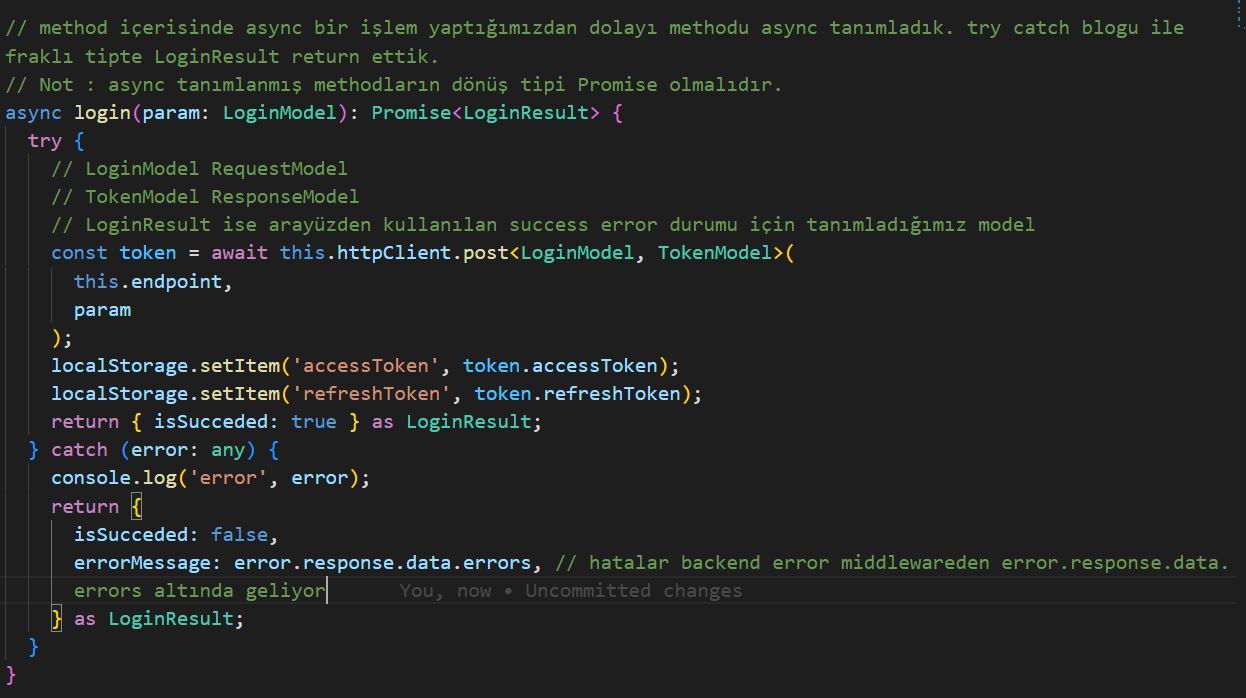 // method içerisinde async bir işlem yaptığımızdan dolayı methodu async tanımladık. try catch blogu ile
fraklı tipte LoginResult return ettik.
// Not : async tanımlanmış methodların dönüş tipi Promise olmalıdır.
async login(param: LoginModel): Promise<LoginResult> {
try {
// LoginModel RequestModel
// TokenModel ResponseModel
// LoginResult ise arayüzden kullanılan success error durumu için tanımladığımız model
const token = await this.httpClient.post<LoginModel, TokenModel>(
this.endpoint,
param
);
localStorage.setItem('accessToken', token.accessToken);
localStorage.setItem('refreshToken', token.refreshToken);
return { isSucceded: true } as LoginResult;
} catch (error: any) {
console.log('error', error);
return {
isSucceded: false,
errorMessage: error.response.data.errors, // hatalar backend error middlewareden error.response.data.
errors altında geliyor You, now • Uncommitted changes
} as LoginResult;
}
}